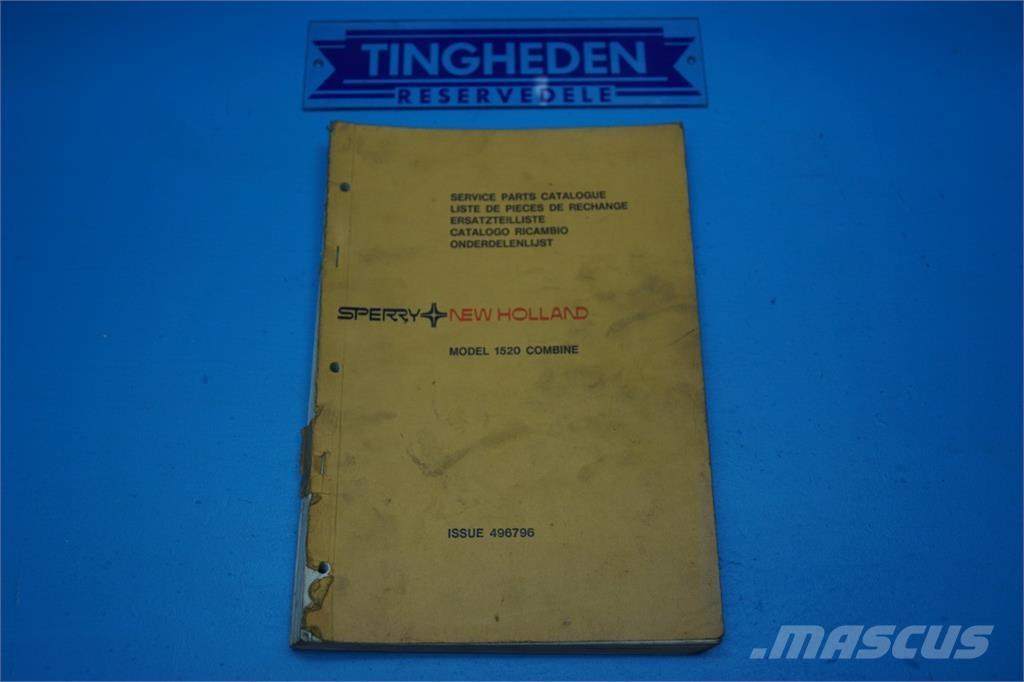 TINGHEDEN
RESERVEDELE
SERVICE PARTS CATALOGUE
LISTE DE PIECES DE RECHANGE
ERSATZTEILLISTE
CATALOGO RICAMBIO
ONDERDELENLIJST
SPERRY NEW HOLLAND
MODEL 1520 COMBINE
ISSUE 496796
.MASCUS